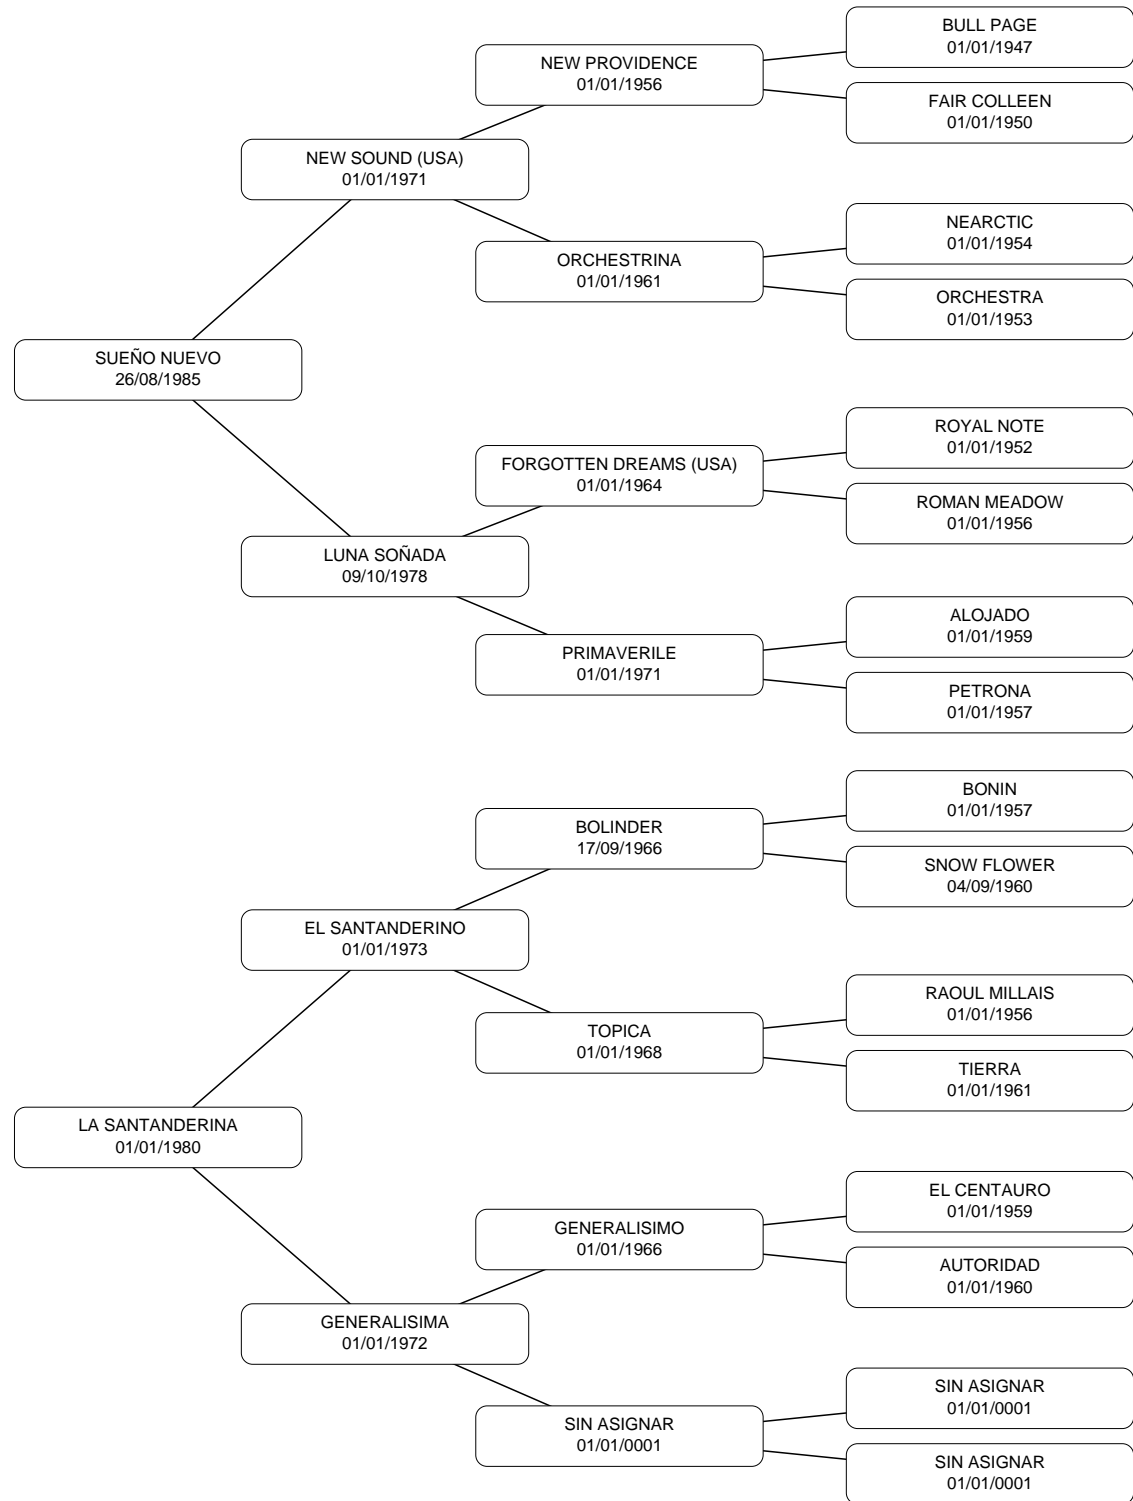 BULL PAGE
01/01/1947
NEW PROVIDENCE
01/01/1956
FAIR COLLEEN
01/01/1950
NEW SOUND (USA)
01/01/1971
NEARCTIC
01/01/1954
ORCHESTRINA
01/01/1961
ORCHESTRA
01/01/1953
SUEÑO NUEVO
26/08/1985
ROYAL NOTE
01/01/1952
FORGOTTEN DREAMS (USA)
01/01/1964
ROMAN MEADOW
01/01/1956
LUNA SOÑADA
09/10/1978
ALOJADO
01/01/1959
PRIMAVERILE
01/01/1971
PETRONA
01/01/1957
BONIN
01/01/1957
BOLINDER
17/09/1966
SNOW FLOWER
04/09/1960
EL SANTANDERINO
01/01/1973
RAOUL MILLAIS
01/01/1956
TOPICA
01/01/1968
TIERRA
01/01/1961
LA SANTANDERINA
01/01/1980
EL CENTAURO
01/01/1959
GENERALISIMO
01/01/1966
AUTORIDAD
01/01/1960
GENERALISIMA
01/01/1972
SIN ASIGNAR
01/01/0001
SIN ASIGNAR
01/01/0001
SIN ASIGNAR
01/01/0001